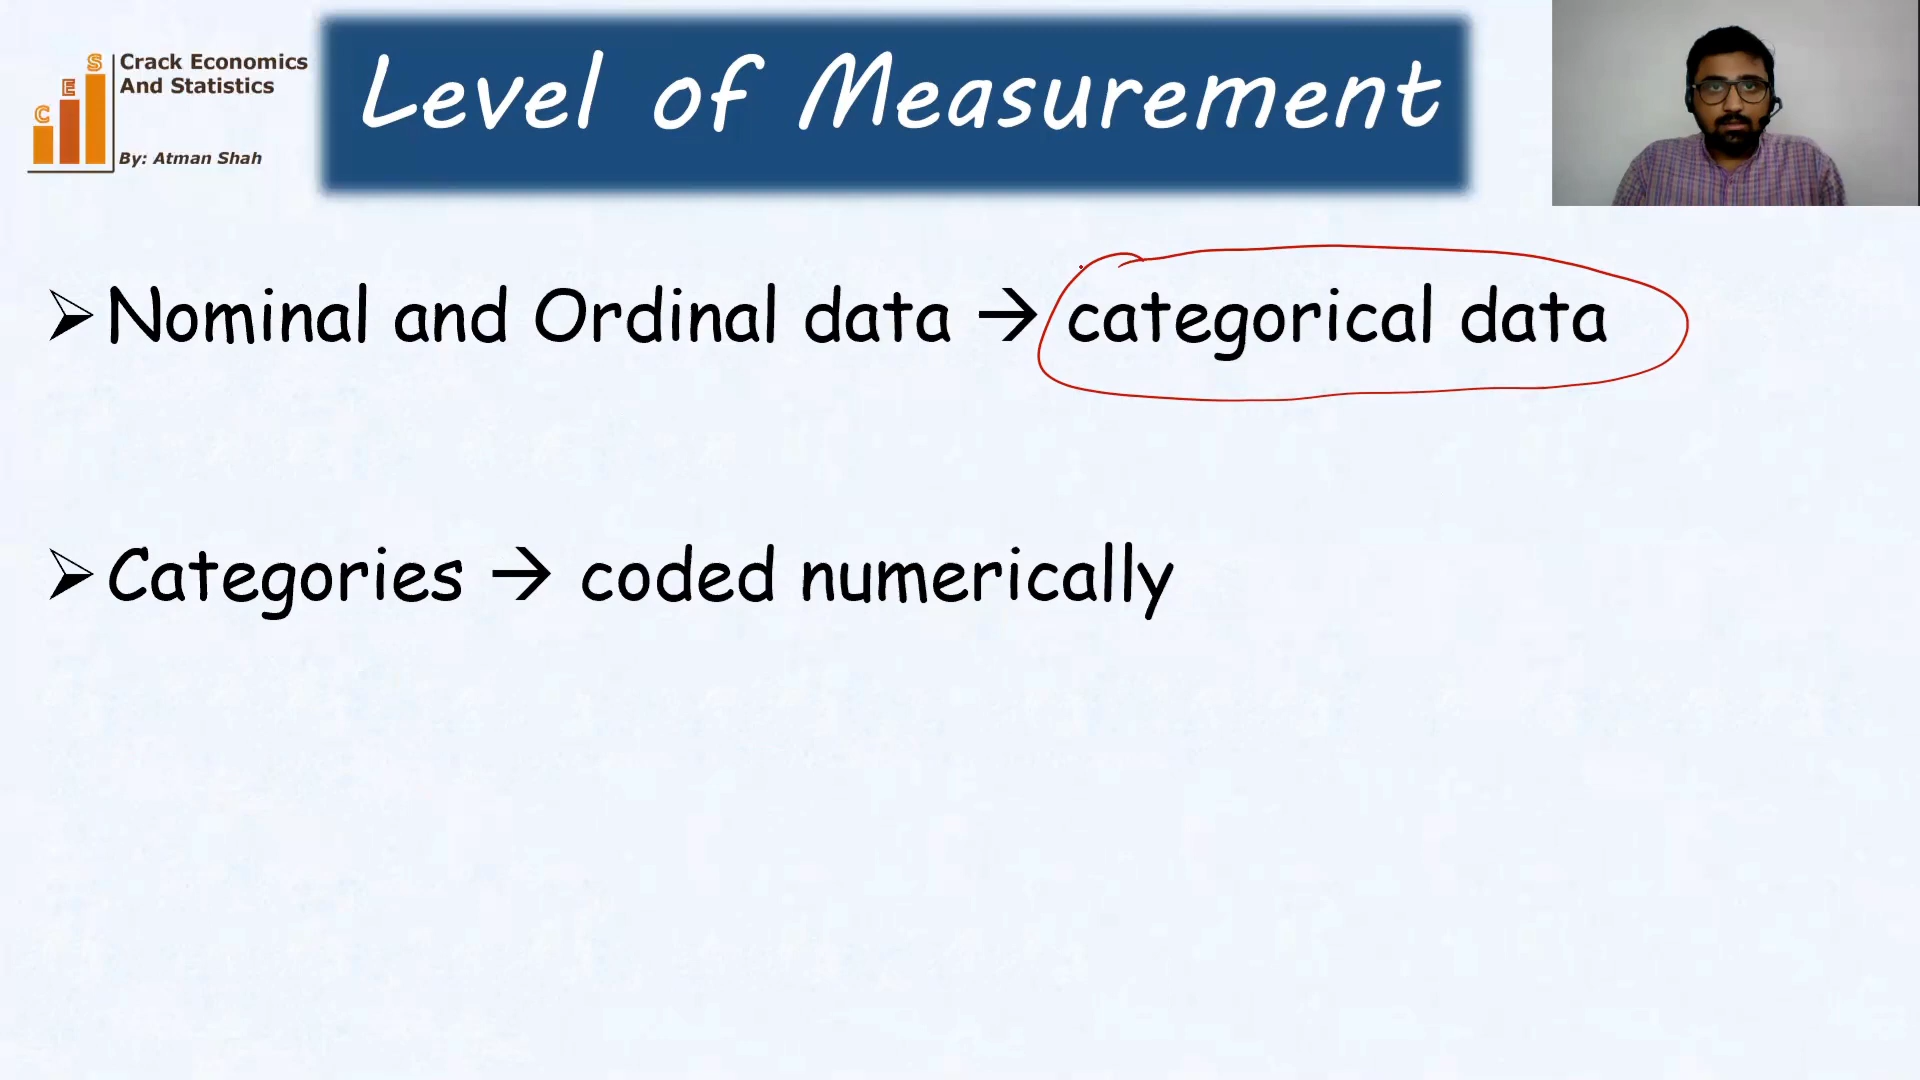 C E S
Crack Economics
And Statistics
By: Atman Shah
Level of Measurement
➢Nominal and Ordinal data → categorical data
➢Categories → coded numerically